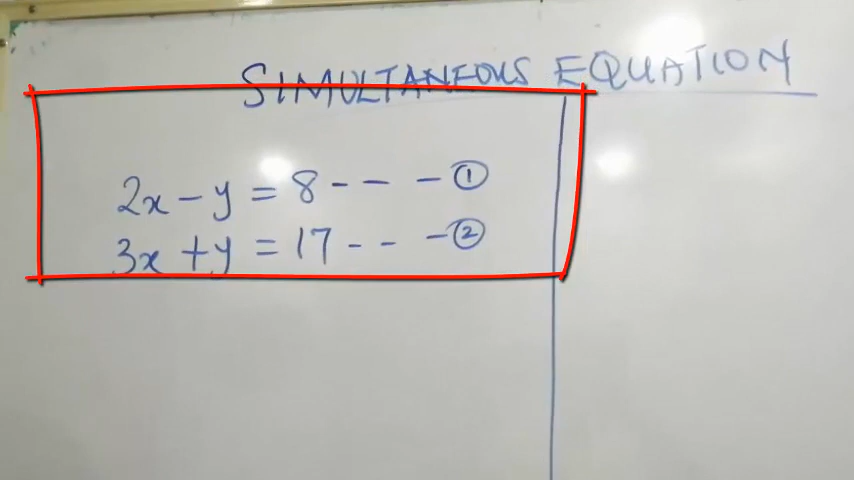 SIMULTANEOUS EQUATION
2x - y = 8 - - - ①
3x + y = 17 - - - ②